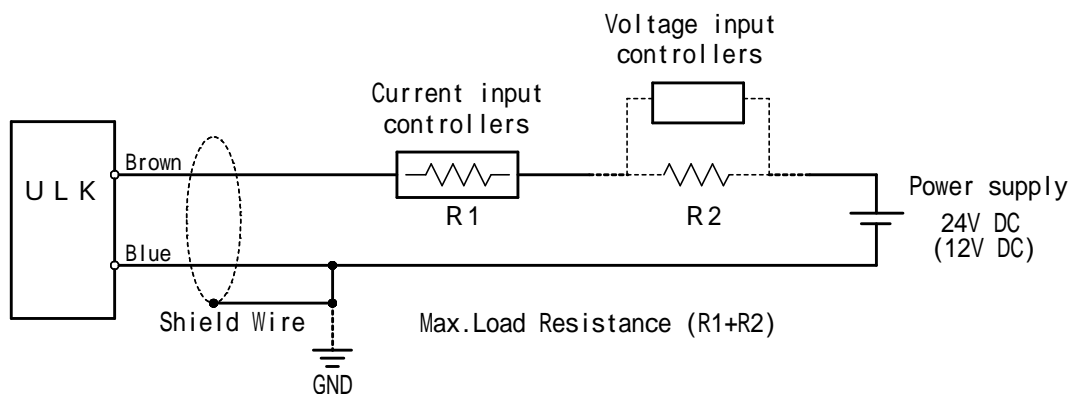 Voltage input
controllers
Current input
controllers
Brown
ULK
R1
R2
Power supply
24V DC
(12V DC)
Blue
Shield Wire
Max.Load Resistance (R1+R2)
GND